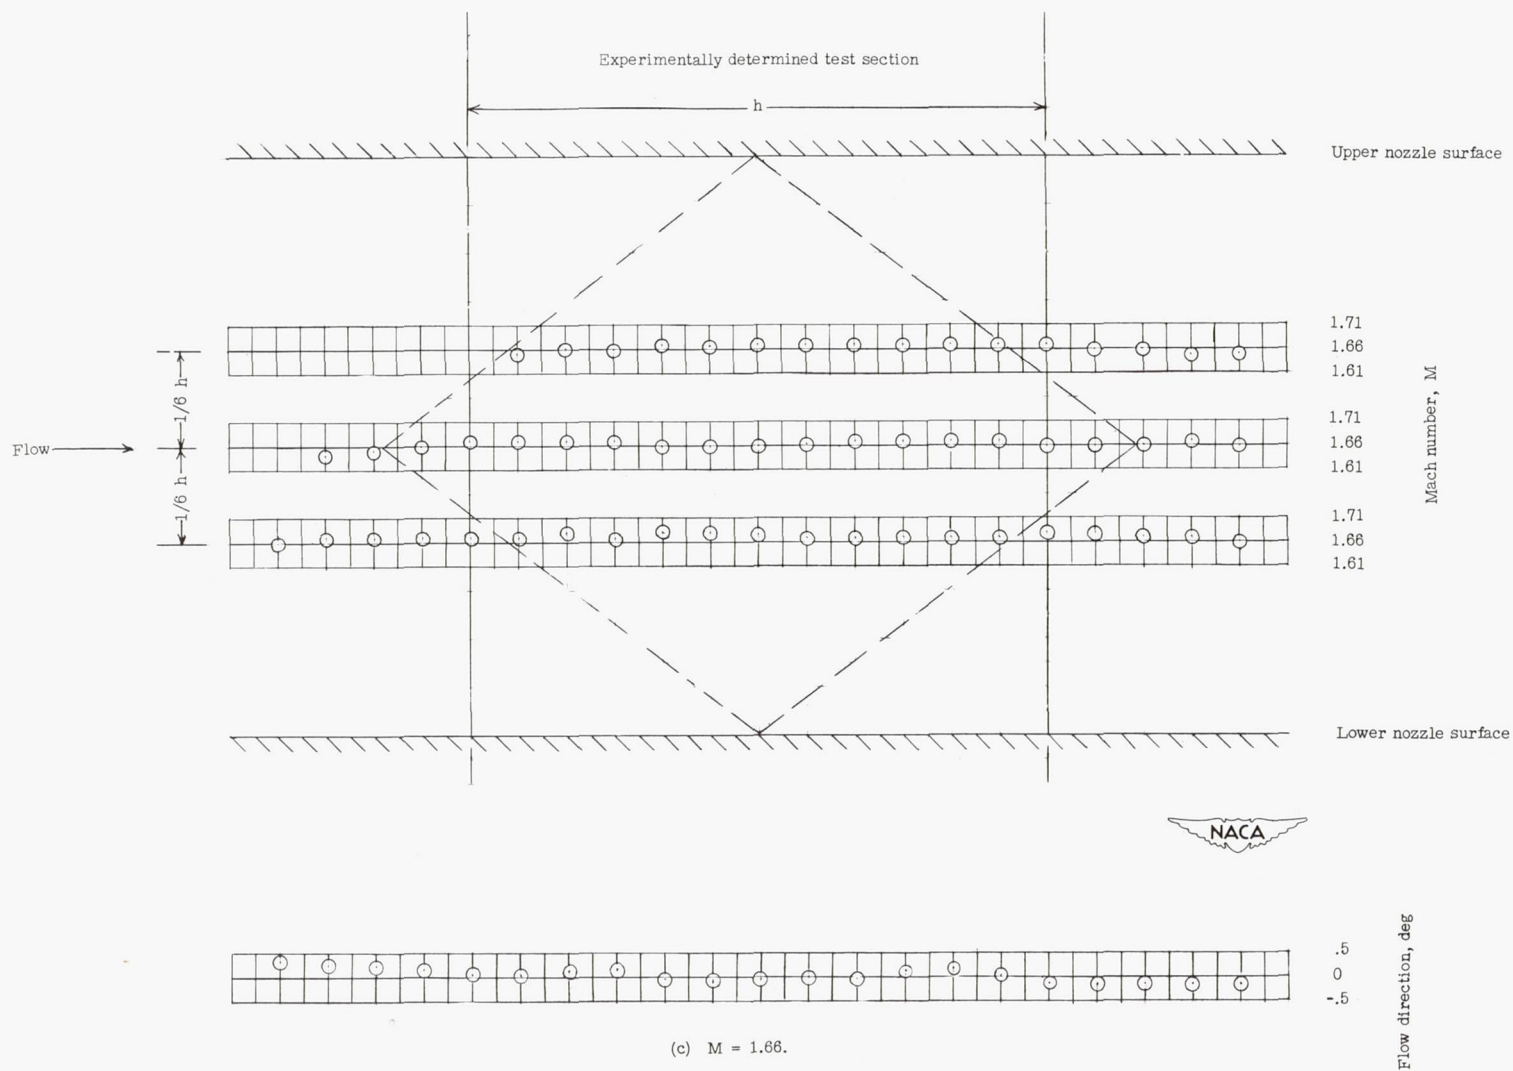 Experimentally determined test section
h
Upper nozzle surface
1.71
1.66
1.61
1/6 h
1.71
Flow
1.66
1.61
Mach number, M
1/6 h
1.71
1.66
1.61
Lower nozzle surface
NACA
.5
0
-.5
Flow direction, deg
(c) M = 1.66.